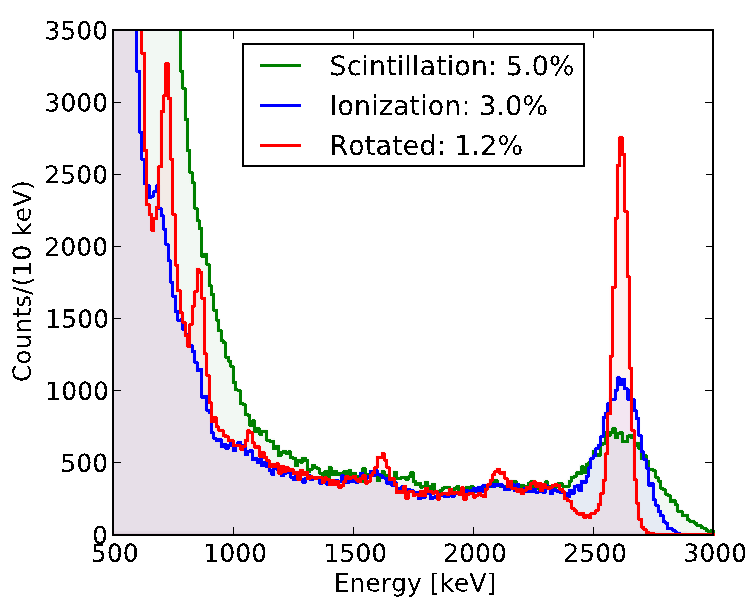 3500
3000
2500
2000
1500
1000
500
0
Counts/(10 keV)
Scintillation: 5.0%
Ionization: 3.0%
Rotated: 1.2%
500 1000 1500 2000 2500 3000
Energy [keV]